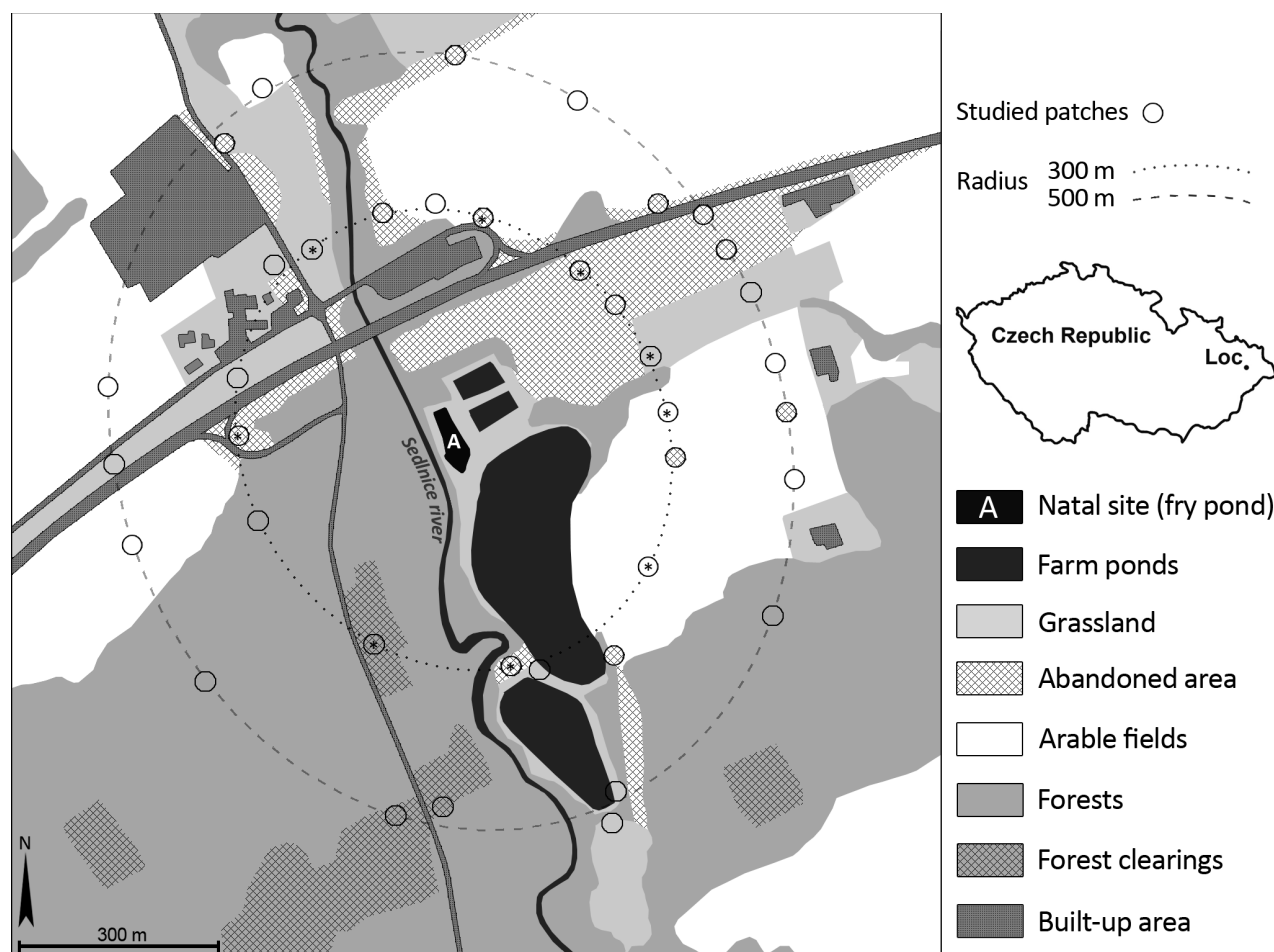 A
Sedlnice river
N
300 m
Studied patches
Radius
300 m
500 m
Czech Republic
Loc.
A
Natal site (fry pond)
Farm ponds
Grassland
Abandoned area
Arable fields
Forests
Forest clearings
Built-up area